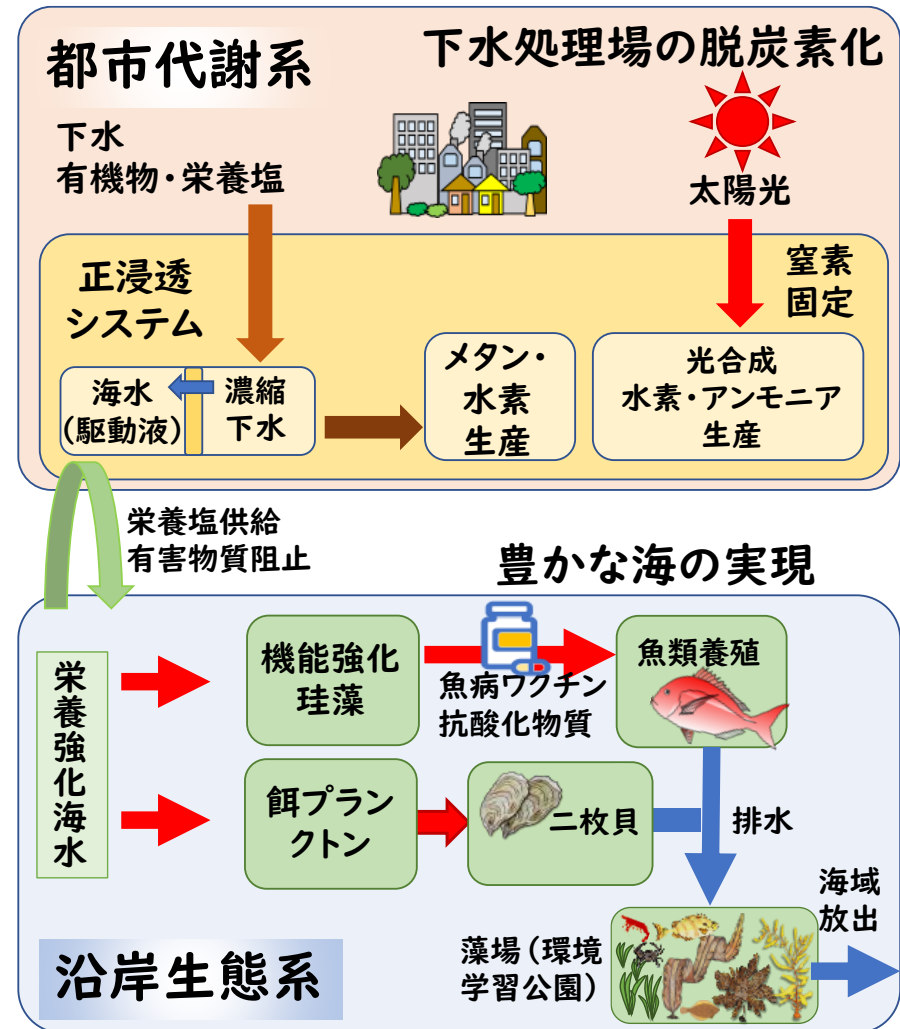 都市代謝系
下水処理場の脱炭素化
下水
有機物・栄養塩
太陽光
正浸透
システム
窒素
固定
海水
(駆動液)
濃縮
下水
メタン・
水素
生産
光合成
水素・アンモニア
生産
栄養塩供給
有害物質阻止
豊かな海の実現
栄養強化海水
機能強化
珪藻
魚病ワクチン
抗酸化物質
魚類養殖
餌プラン
クトン
二枚貝
排水
海域
放出
藻場(環境
学習公園)
沿岸生態系